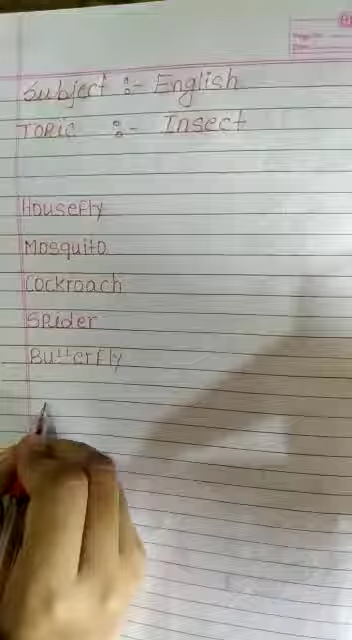 Subject :- English
Topic :- Insect
Housefly
Mosquito
Cockroach
Spider
Butterfly